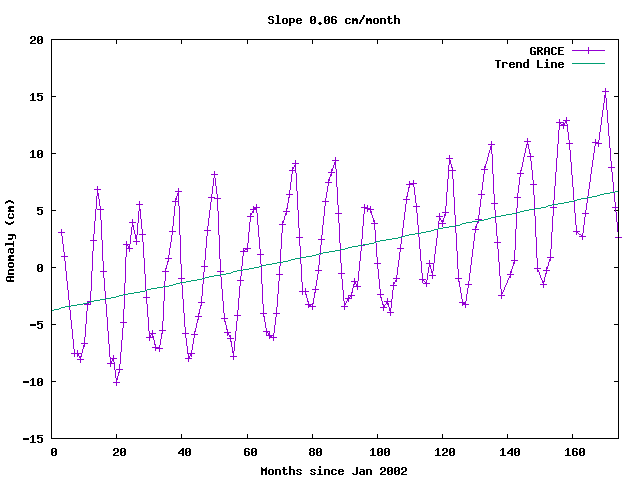 Slope 0.06 cm/month
GRACE
Trend Line
20
15
10
5
0
-5
-10
-15
Anomaly (cm)
0 20 40 60 80 100 120 140 160
Months since Jan 2002